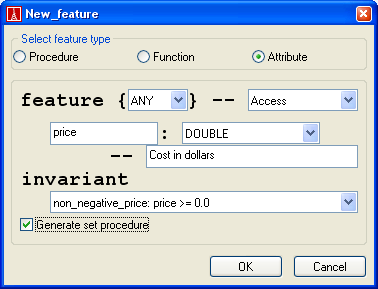 New_feature
Select feature type
Procedure Function Attribute
feature { ANY } -- Access
price : DOUBLE
-- Cost in dollars
invariant
non_negative_price: price >= 0.0
Generate set procedure
OK Cancel